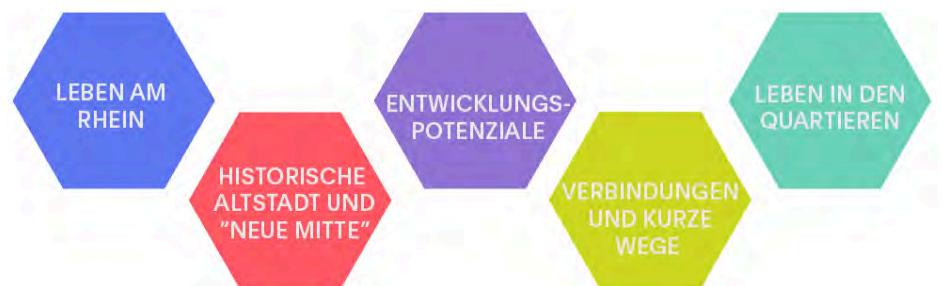 LEBEN AM
RHEIN
HISTORISCHE
ALTSTADT UND
"NEUE MITTE"
ENTWICKLUNGS-
POTENZIALE
VERBINDUNGEN
UND KURZE
WEGE
LEBEN IN DEN
QUARTIEREN